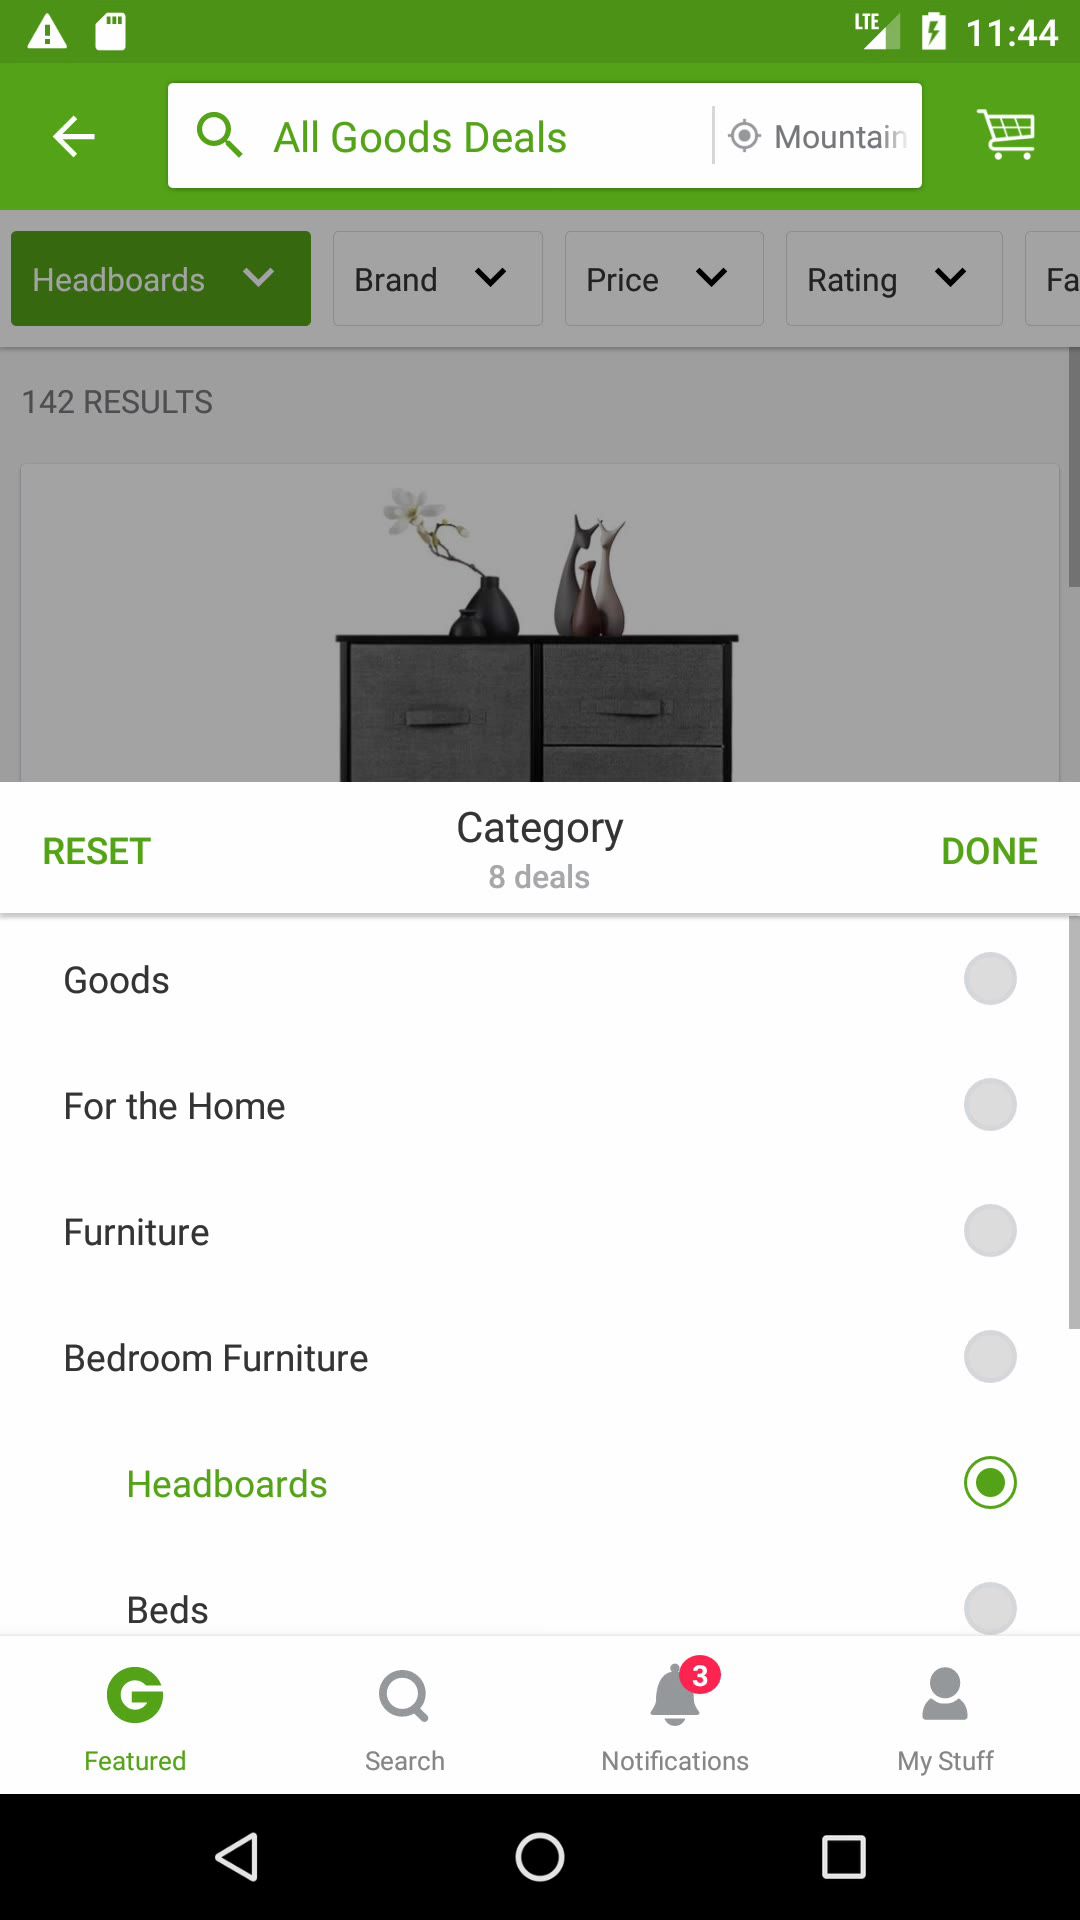 LTE 11:44
All Goods Deals Mountain
Headboards Brand Price Rating Fa
142 RESULTS
RESET Category DONE
8 deals
Goods
For the Home
Furniture
Bedroom Furniture
Headboards
Beds
3
Featured Search Notifications My Stuff